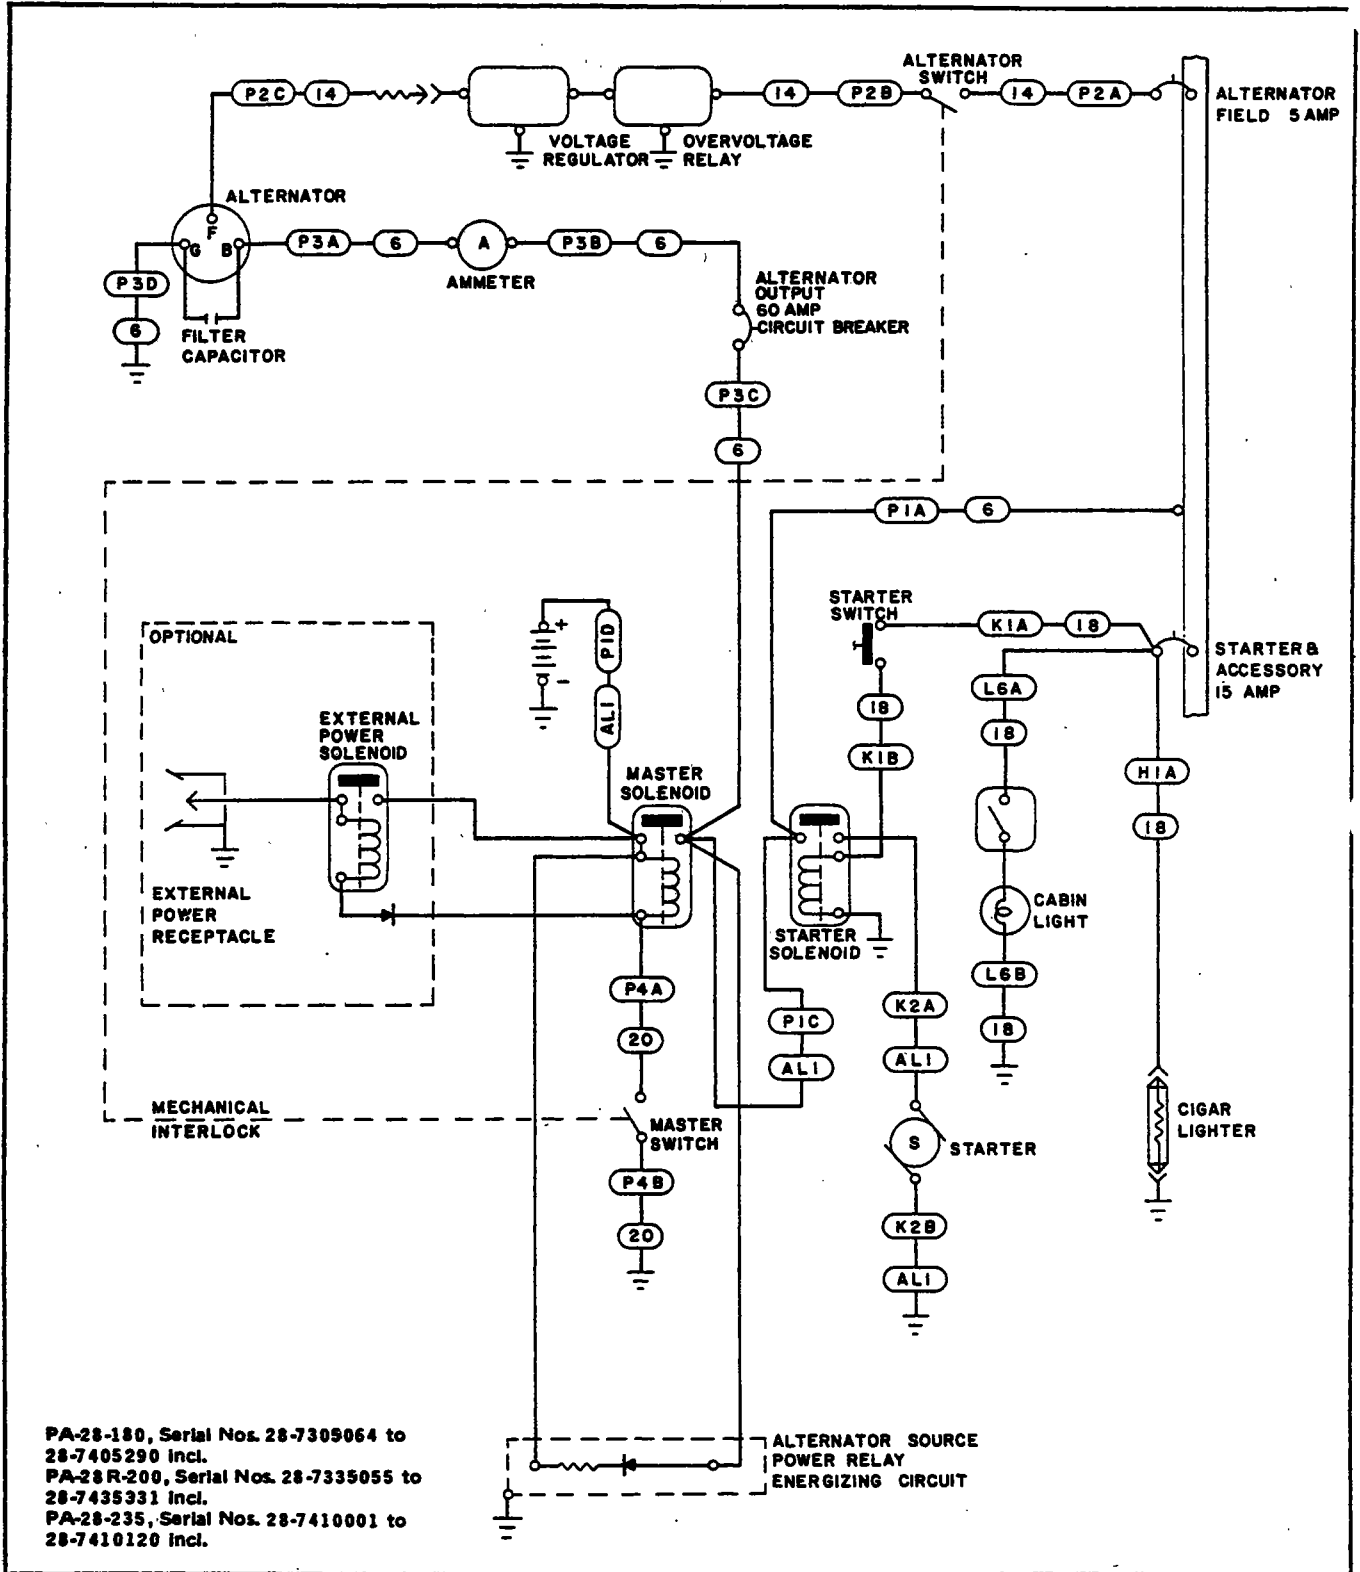 ALTERNATOR
SWITCH
P2C
14
14
P2B
14
P2A
ALTERNATOR
FIELD 5 AMP
VOLTAGE
REGULATOR
OVERVOLTAGE
RELAY
ALTERNATOR
F
G
B
P3A
6
A
P3B
6
AMMETER
P3D
6
FILTER
CAPACITOR
ALTERNATOR
OUTPUT
60 AMP
CIRCUIT BREAKER
P3C
6
P1A
6
STARTER
SWITCH
K1A
18
OPTIONAL
+
-
P1D
AL1
STARTER &
ACCESSORY
15 AMP
L6A
18
18
K1B
EXTERNAL
POWER
SOLENOID
MASTER
SOLENOID
H1A
18
EXTERNAL
POWER
RECEPTACLE
CABIN
LIGHT
STARTER
SOLENOID
P4A
20
P1C
AL1
K2A
AL1
L6B
18
MECHANICAL
INTERLOCK
MASTER
SWITCH
S
STARTER
CIGAR
LIGHTER
P4B
20
K2B
AL1
PA-28-180, Serial Nos. 28-7305064 to
28-7405290 incl.
PA-28R-200, Serial Nos. 28-7335055 to
28-7435331 incl.
PA-28-235, Serial Nos. 28-7410001 to
28-7410120 incl.
ALTERNATOR SOURCE
POWER RELAY
ENERGIZING CIRCUIT